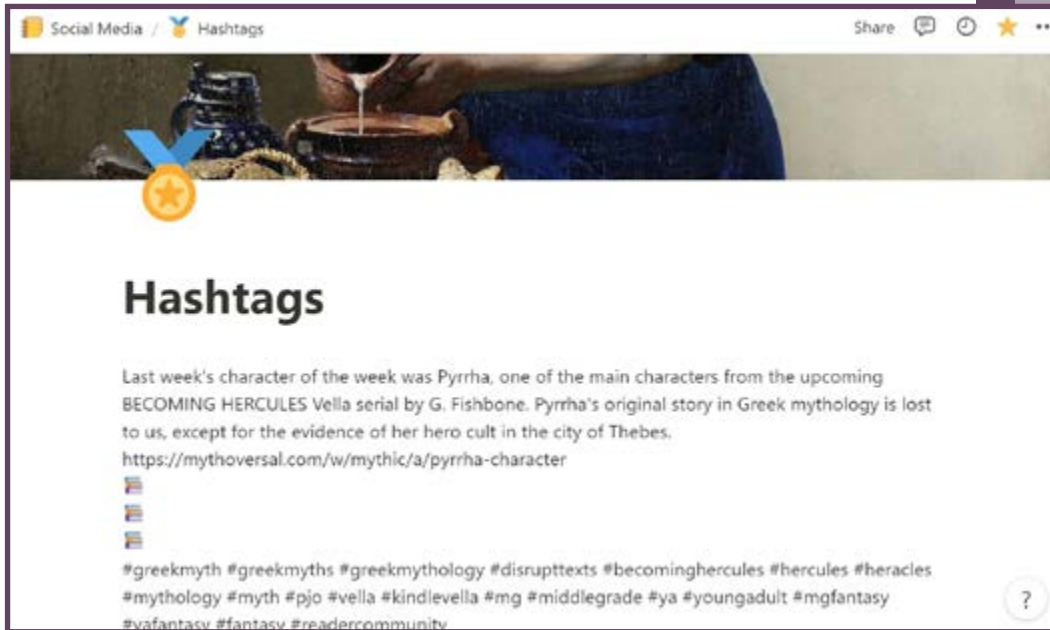 Social Media / Hashtags
Share
Hashtags
Last week's character of the week was Pyrrha, one of the main characters from the upcoming
BECOMING HERCULES Vella serial by G. Fishbone. Pyrrha's original story in Greek mythology is lost
to us, except for the evidence of her hero cult in the city of Thebes.
https://mythoversal.com/w/mythic/a/pyrrha-character
#greekmyth #greekmyths #greekmythology #disrupttexts #becominghercules #hercules #heracles
#mythology #myth #pjo #vella #kindlevella #mg #middlegrade #ya #youngadult #mgfantasy
#yafantasy #fantasy #readercommunity
?